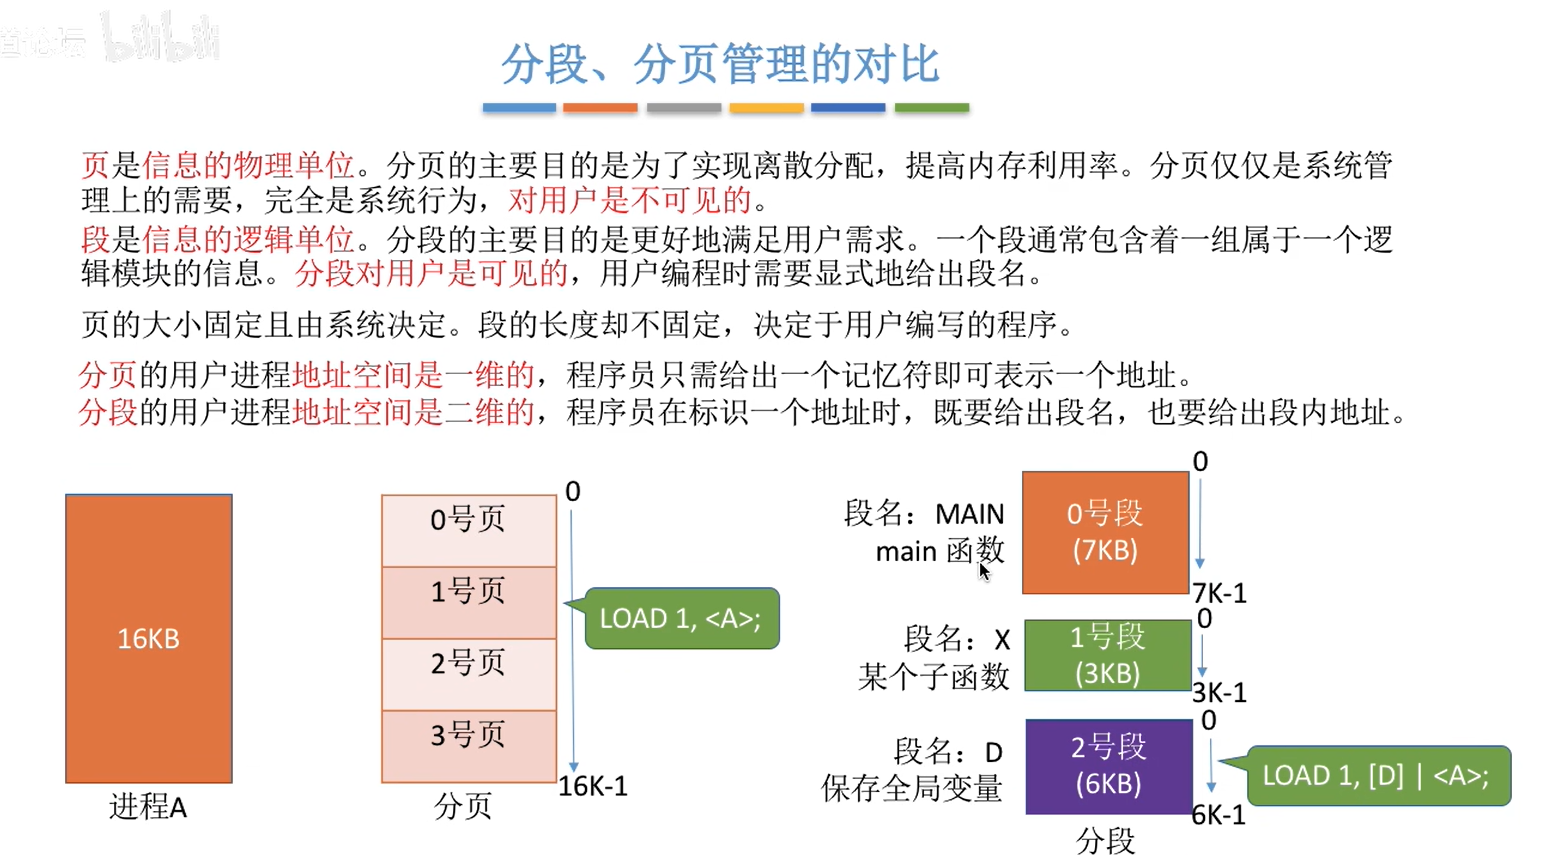 道论坛 bilibili
分段、分页管理的对比
页是信息的物理单位。分页的主要目的是为了实现离散分配，提高内存利用率。分页仅仅是系统管
理上的需要，完全是系统行为，对用户是不可见的。
段是信息的逻辑单位。分段的主要目的是更好地满足用户需求。一个段通常包含着一组属于一个逻
辑模块的信息。分段对用户是可见的，用户编程时需要显式地给出段名。
页的大小固定且由系统决定。段的长度却不固定，决定于用户编写的程序。
分页的用户进程地址空间是一维的，程序员只需给出一个记忆符即可表示一个地址。
分段的用户进程地址空间是二维的，程序员在标识一个地址时，既要给出段名，也要给出段内地址。
16KB
进程A
0号页
1号页
2号页
3号页
0
16K-1
LOAD 1, <A>;
分页
段名：MAIN
main 函数
0号段
(7KB)
0
7K-1
段名：X
某个子函数
1号段
(3KB)
0
3K-1
段名：D
保存全局变量
2号段
(6KB)
0
6K-1
LOAD 1, [D] | <A>;
分段